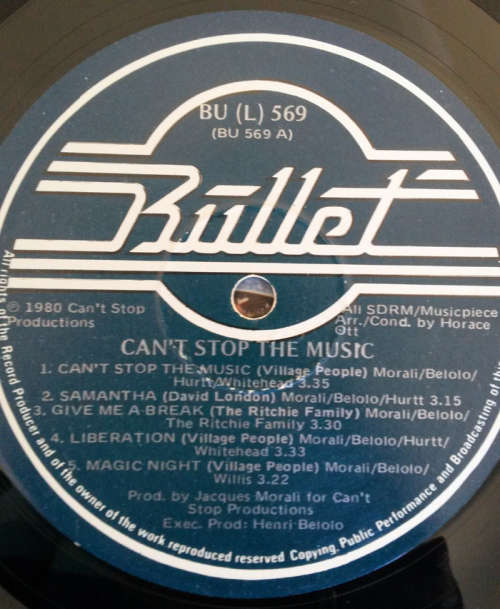 BU (L) 569
(BU 569 A)
Bullet
℗ 1980 Can't Stop
Productions
All SDRM/Musicpiece
Arr./Cond. by Horace
Ott
CAN'T STOP THE MUSIC
1. CAN'T STOP THE MUSIC (Village People) Morali/Belolo/
Hurtt/Whitehead 3.35
2. SAMANTHA (David London) Morali/Belolo/Hurtt 3.15
3. GIVE ME A BREAK (The Ritchie Family) Morali/Belolo/
The Ritchie Family 3.30
4. LIBERATION (Village People) Morali/Belolo/Hurtt/
Whitehead 3.33
5. MAGIC NIGHT (Village People) Morali/Belolo/
Willis 3.22
Prod. by Jacques Morali for Can't
Stop Productions
Exec. Prod: Henri Belolo
All rights of the Record Producer and of the owner of the work reproduced reserved Copying, Public Performance and Broadcasting of this